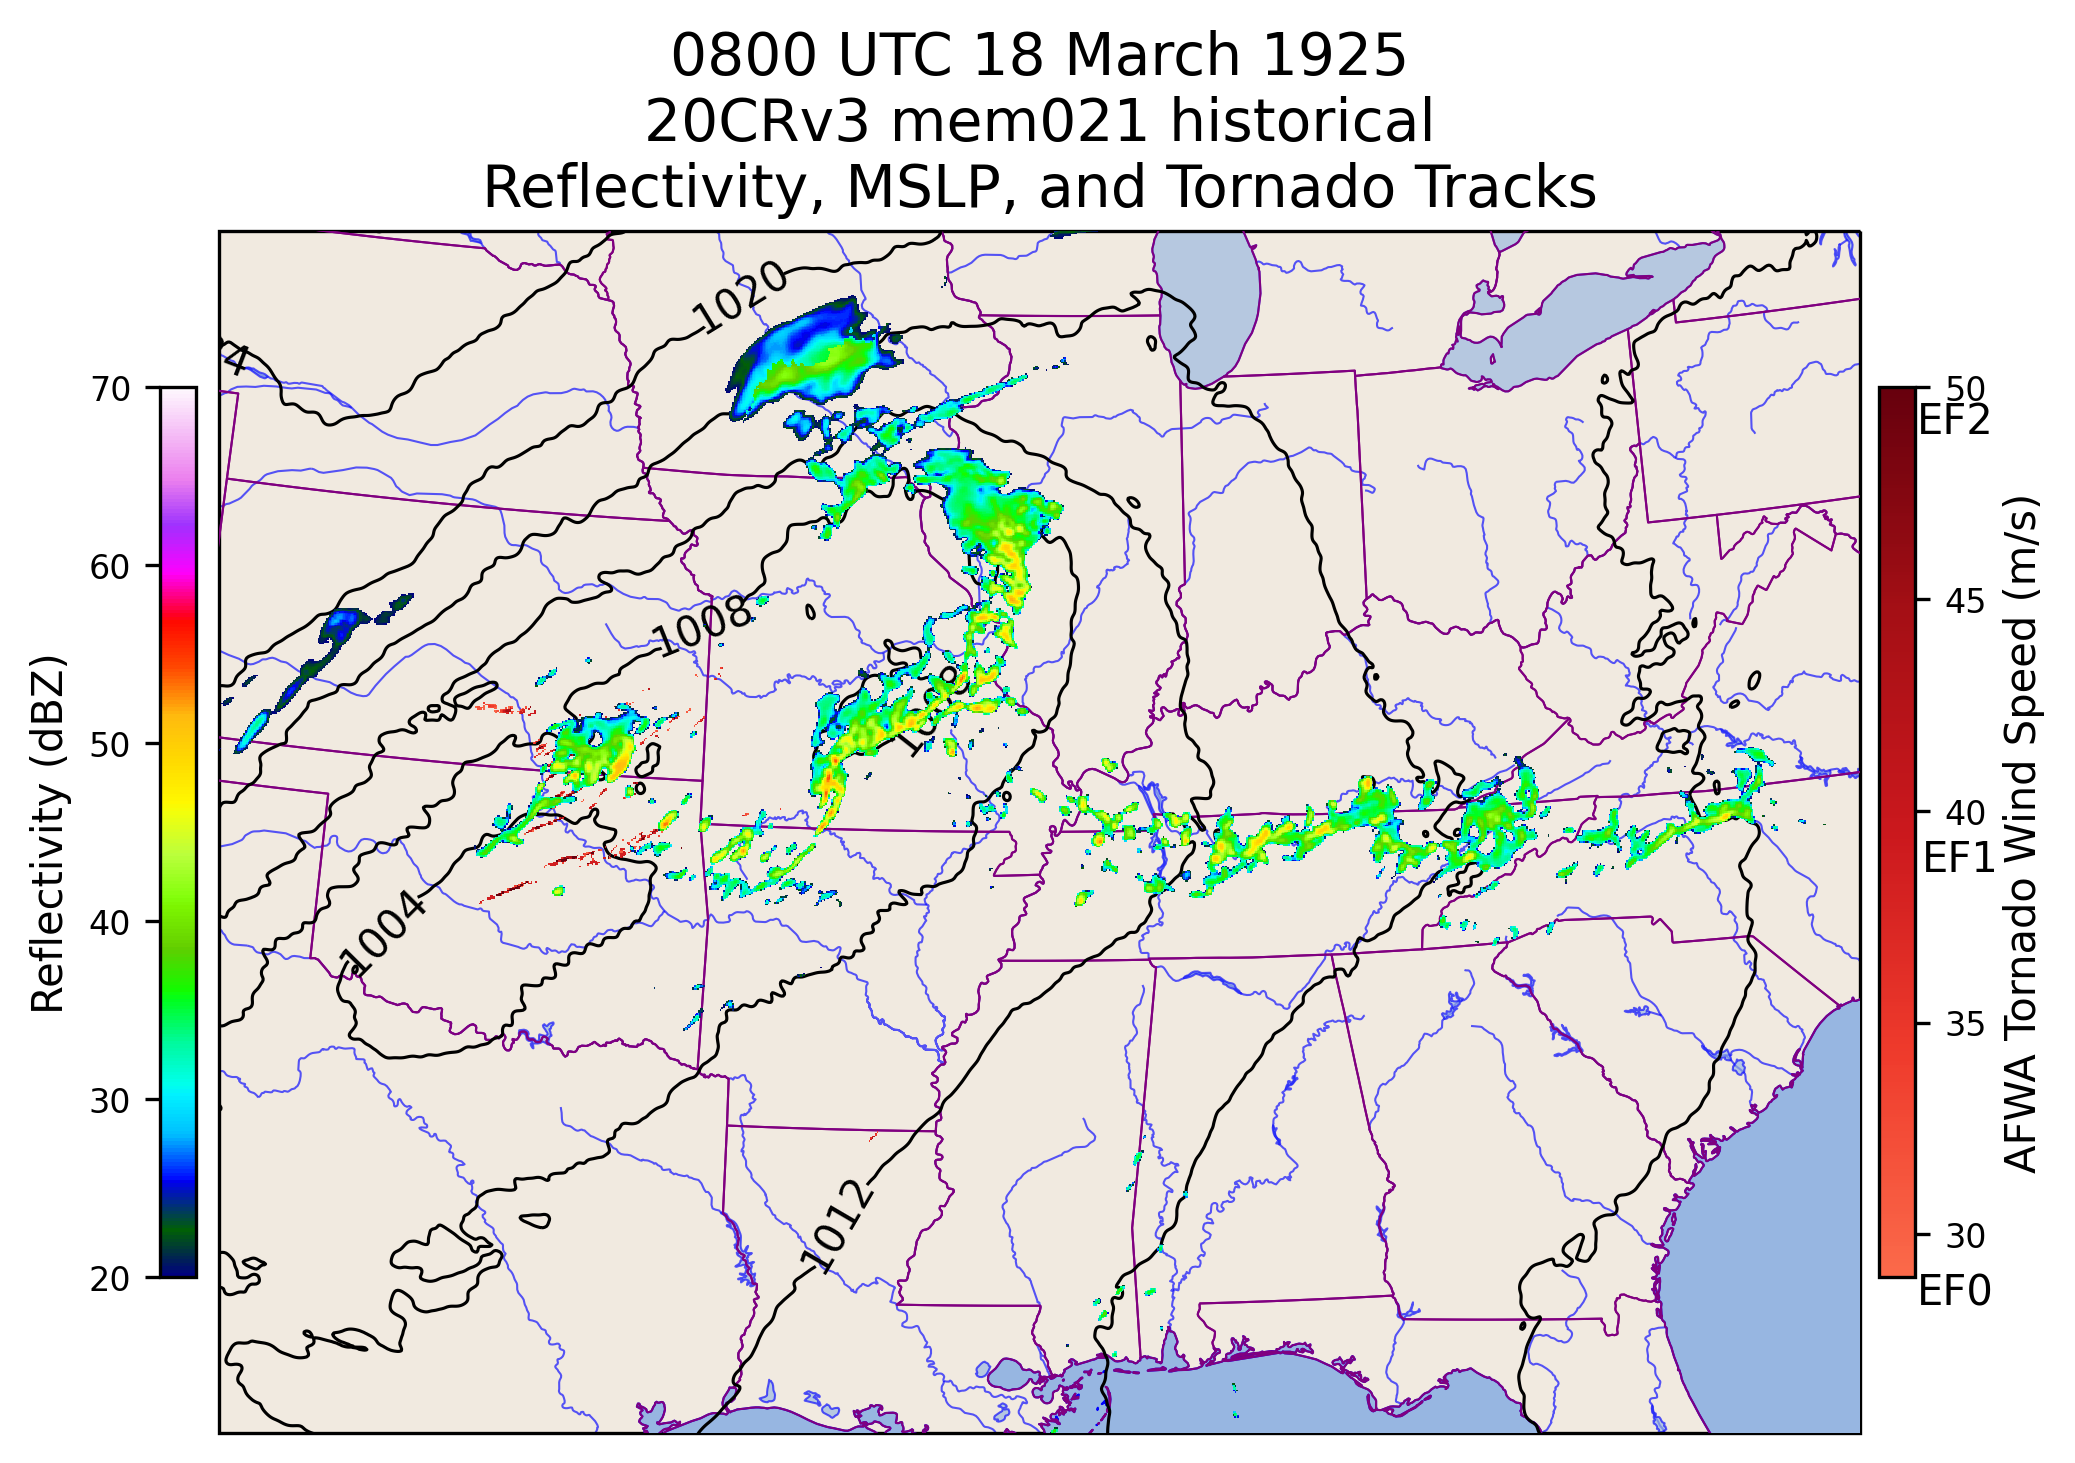 0800 UTC 18 March 1925
20CRv3 mem021 historical
Reflectivity, MSLP, and Tornado Tracks
1020
4
1008
1004
1012
70
60
50
40
30
20
Reflectivity (dBZ)
50
EF2
45
40
EF1
35
30
EF0
AFWA Tornado Wind Speed (m/s)